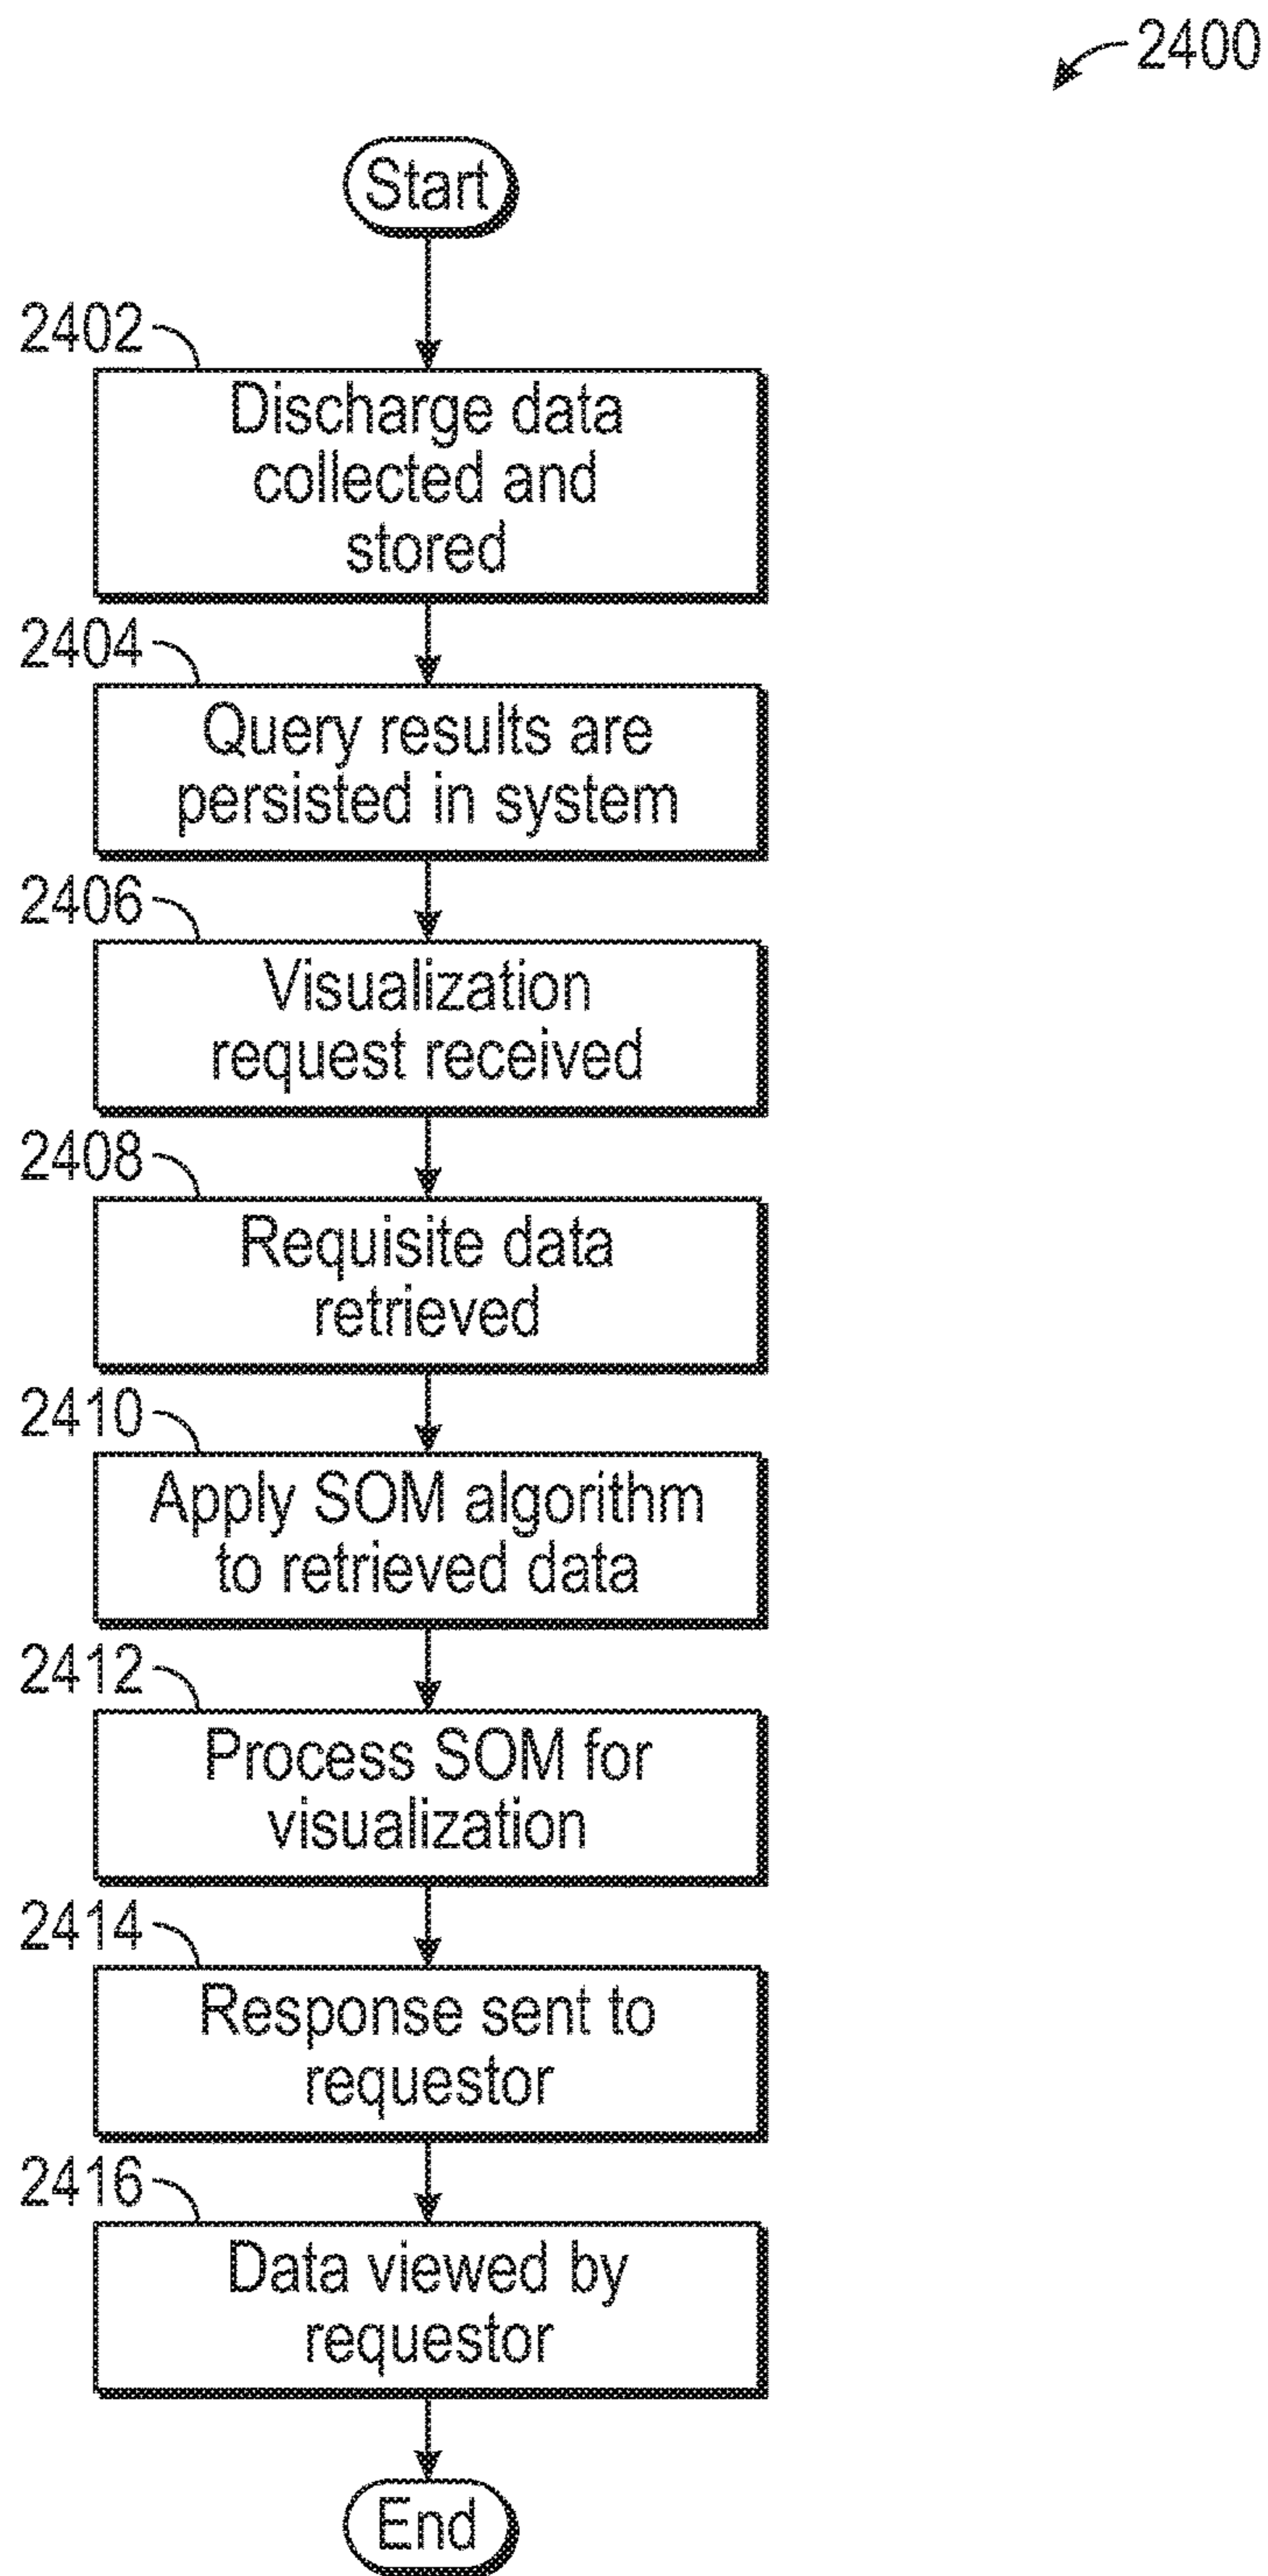 2400
Start
2402
Discharge data
collected and
stored
2404
Query results are
persisted in system
2406
Visualization
request received
2408
Requisite data
retrieved
2410
Apply SOM algorithm
to retrieved data
2412
Process SOM for
visualization
2414
Response sent to
requestor
2416
Data viewed by
requestor
End